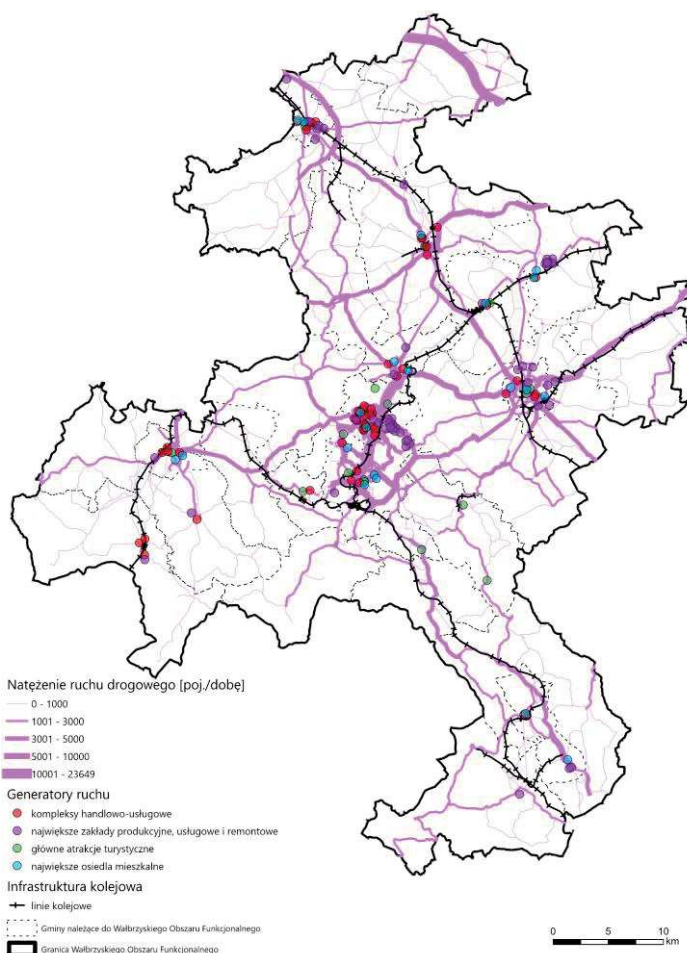 Natężenie ruchu drogowego [poj./dobę]
0 - 1000
1001 - 3000
3001 - 5000
5001 - 10000
10001 - 23649
Generatory ruchu
kompleksy handlowo-usługowe
największe zakłady produkcyjne, usługowe i remontowe
główne atrakcje turystyczne
największe osiedla mieszkalne
Infrastruktura kolejowa
linie kolejowe
Gminy należące do Wałbrzyskiego Obszaru Funkcjonalnego
Granica Wałbrzyskiego Obszaru Funkcjonalnego
0 5 10
km